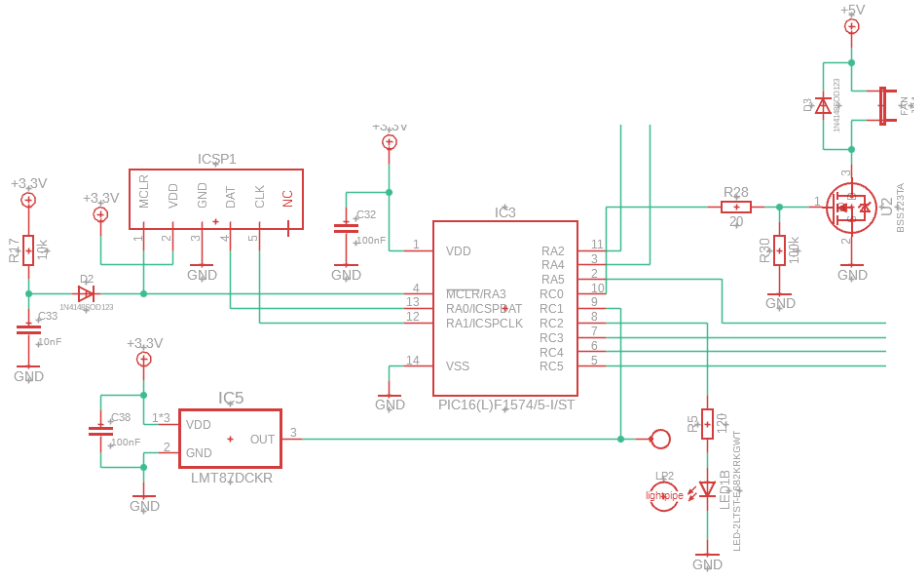 +5V
D3
1N4148SOD123
FAN
+3,3V
ICSP1
MCLR
VDD
GND
DAT
CLK
NC
1
2
3
4
5
+3.3V
+3.3V
R17
10k
D2
1N4148SOD123
C33
10nF
GND
GND
C32
100nF
GND
IC3
1
VDD
4
MCLR/RA3
13
RA0/ICSPDAT
12
RA1/ICSPCLK
14
VSS
RA2
11
RA4
3
RA5
2
RC0
10
RC1
9
RC2
8
RC3
7
RC4
6
RC5
5
PIC16(L)F1574/5-I/ST
GND
R28
20
R30
100k
GND
3
1
2
U2
GND
+3.3V
C38
100nF
GND
IC5
1*3
VDD
2
GND
OUT
3
LMT87DCKR
R5
120
LP2
lightpipe
LED1B
GND